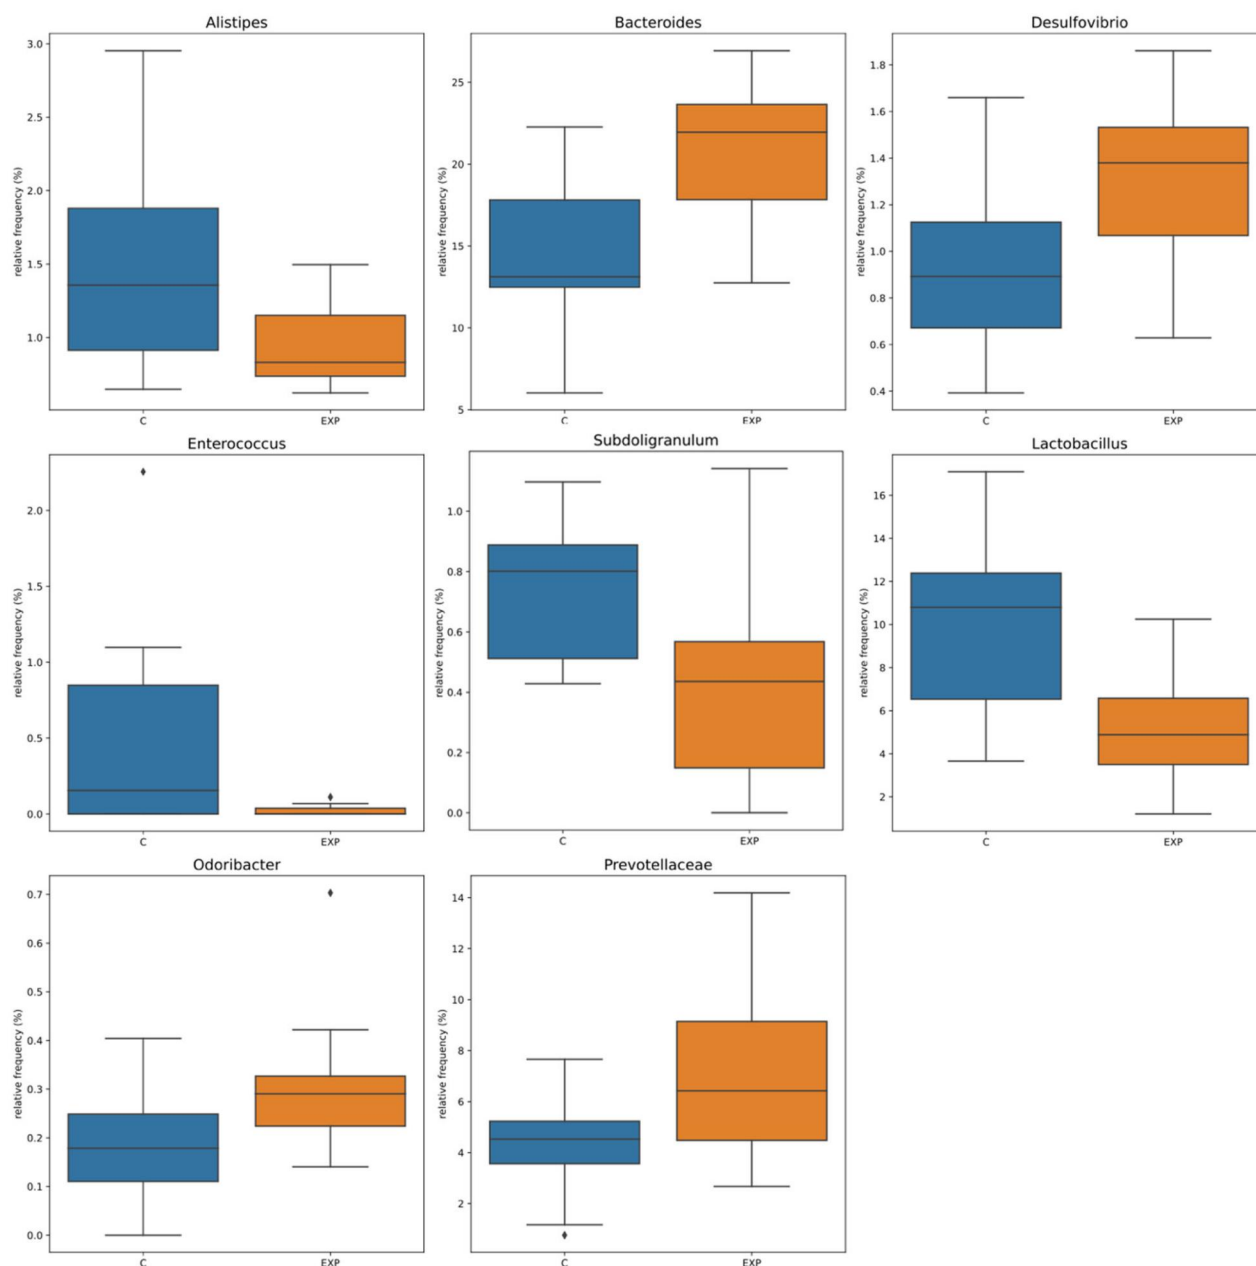 Alistipes
relative frequency (%)
3.0
2.5
2.0
1.5
1.0
C EXP
Bacteroides
relative frequency (%)
25
20
15
10
5
C EXP
Desulfovibrio
relative frequency (%)
1.8
1.6
1.4
1.2
1.0
0.8
0.6
0.4
C EXP
Enterococcus
relative frequency (%)
2.0
1.5
1.0
0.5
0.0
C EXP
Subdoligranulum
relative frequency (%)
1.0
0.8
0.6
0.4
0.2
0.0
C EXP
Lactobacillus
relative frequency (%)
16
14
12
10
8
6
4
2
C EXP
Odoribacter
relative frequency (%)
0.7
0.6
0.5
0.4
0.3
0.2
0.1
0.0
C EXP
Prevotellaceae
relative frequency (%)
14
12
10
8
6
4
2
C EXP